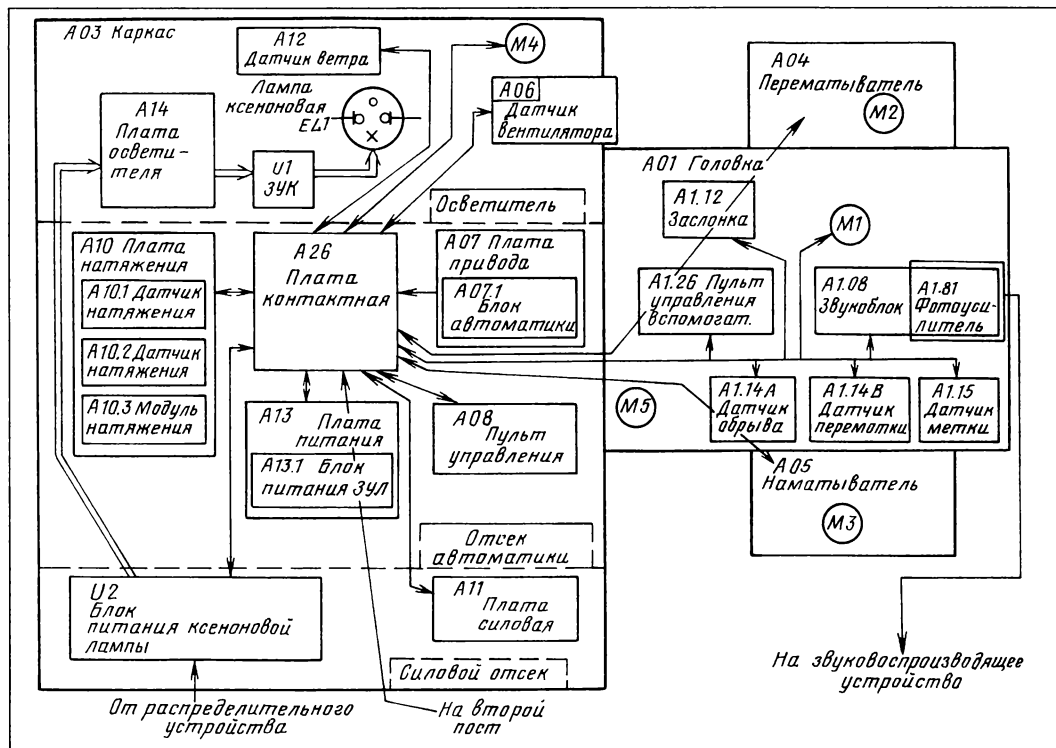 А03 Каркас
А12
Датчик ветра
М4
Лампа
ксеноновая
EL1
А06
Датчик
вентилятора
А14
Плата
освети-
теля
U1
ЗУК
Осветитель
А10 Плата
натяжения
А10.1 Датчик
натяжения
А10.2 Датчик
натяжения
А10.3 Модуль
натяжения
А26
Плата
контактная
А07 Плата
привода
А07.1
Блок
автоматики
А13
Плата
питания
А13.1 Блок
питания ЗУЛ
А08
Пульт
управления
Отсек
автоматики
U2
Блок
питания ксеноновой
лампы
А11
Плата
силовая
Силовой отсек
От распределительного
устройства
На второй
пост
А04
Перематыватель
М2
А01 Головка
А1.12
Заслонка
М1
А1.26 Пульт
управления
вспомогат.
А1.08
Звукоблок
А1.81
Фотоуси-
литель
М5
А1.14А
Датчик
обрыва
А1.14В
Датчик
перемотки
А1.15
Датчик
метки
А05
Наматыватель
М3
На звуковоспроизводящее
устройство